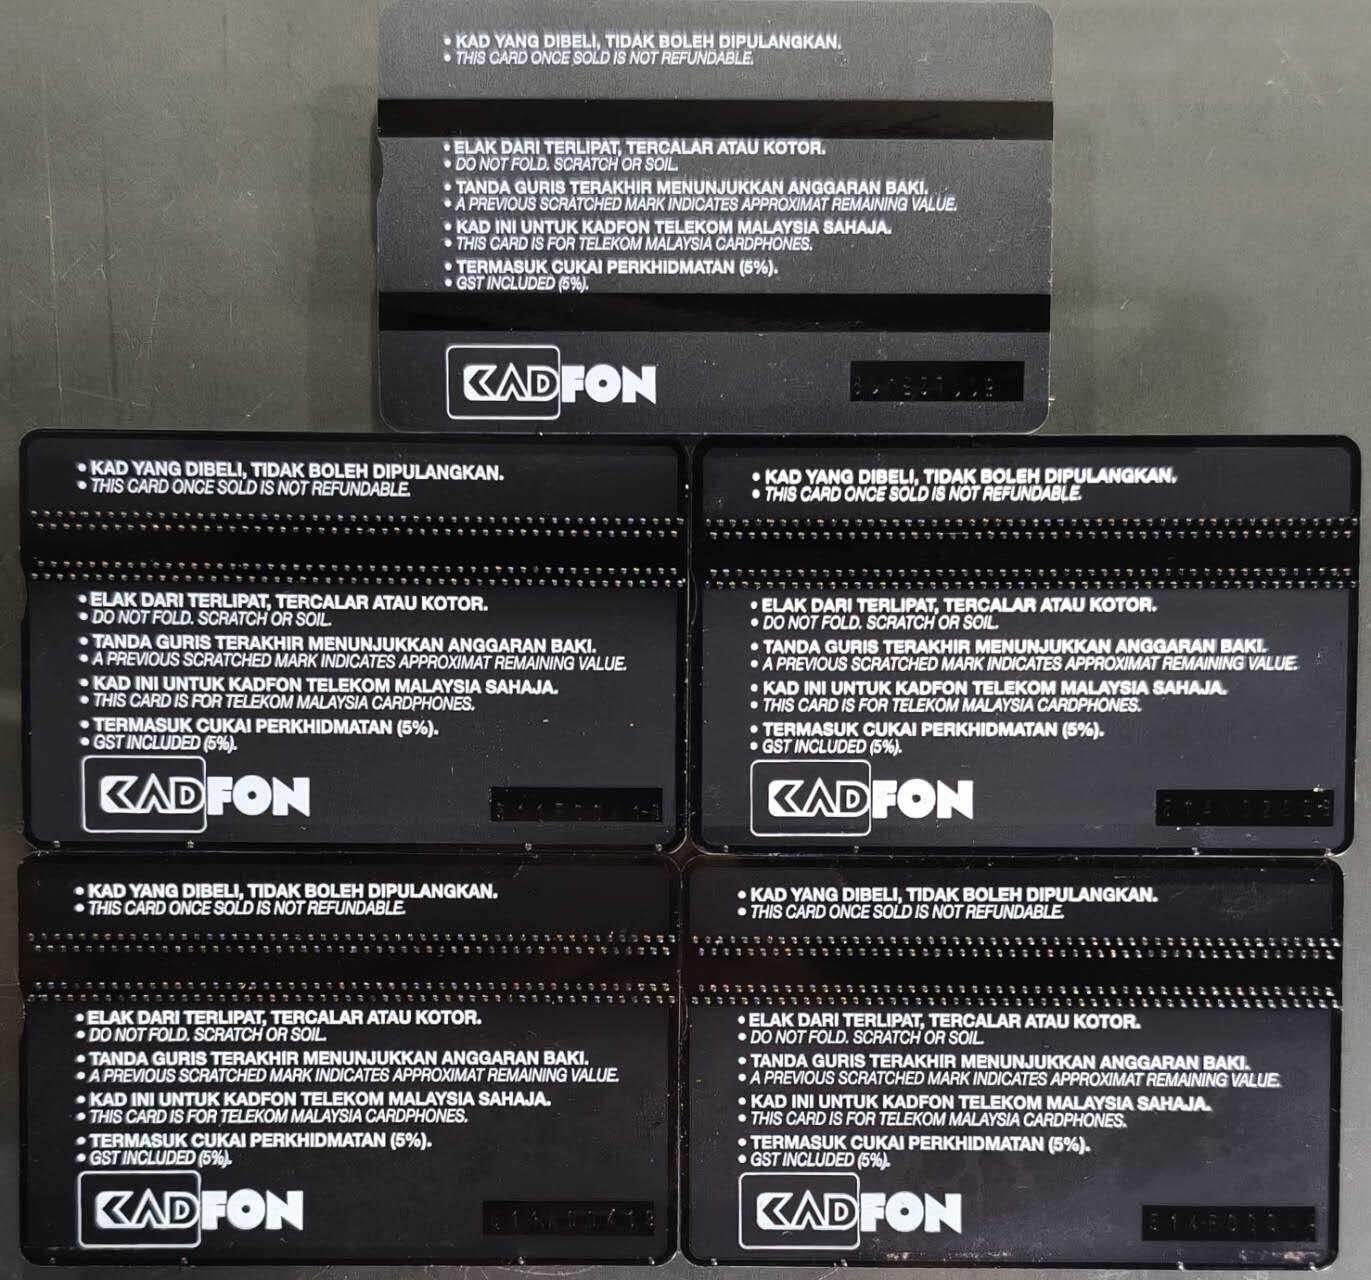 • KAD YANG DIBELI, TIDAK BOLEH DIPULANGKAN.
• THIS CARD ONCE SOLD IS NOT REFUNDABLE.
• ELAK DARI TERLIPAT, TERCALAR ATAU KOTOR.
• DO NOT FOLD. SCRATCH OR SOIL.
• TANDA GURIS TERAKHIR MENUNJUKKAN ANGGARAN BAKI.
• A PREVIOUS SCRATCHED MARK INDICATES APPROXIMAT REMAINING VALUE.
• KAD INI UNTUK KADFON TELEKOM MALAYSIA SAHAJA.
• THIS CARD IS FOR TELEKOM MALAYSIA CARDPHONES.
• TERMASUK CUKAI PERKHIDMATAN (5%).
• GST INCLUDED (5%).
KADFON
• KAD YANG DIBELI, TIDAK BOLEH DIPULANGKAN.
• THIS CARD ONCE SOLD IS NOT REFUNDABLE.
• ELAK DARI TERLIPAT, TERCALAR ATAU KOTOR.
• DO NOT FOLD. SCRATCH OR SOIL.
• TANDA GURIS TERAKHIR MENUNJUKKAN ANGGARAN BAKI.
• A PREVIOUS SCRATCHED MARK INDICATES APPROXIMAT REMAINING VALUE.
• KAD INI UNTUK KADFON TELEKOM MALAYSIA SAHAJA.
• THIS CARD IS FOR TELEKOM MALAYSIA CARDPHONES.
• TERMASUK CUKAI PERKHIDMATAN (5%).
• GST INCLUDED (5%).
KADFON
• KAD YANG DIBELI, TIDAK BOLEH DIPULANGKAN.
• THIS CARD ONCE SOLD IS NOT REFUNDABLE.
• ELAK DARI TERLIPAT, TERCALAR ATAU KOTOR.
• DO NOT FOLD. SCRATCH OR SOIL.
• TANDA GURIS TERAKHIR MENUNJUKKAN ANGGARAN BAKI.
• A PREVIOUS SCRATCHED MARK INDICATES APPROXIMAT REMAINING VALUE.
• KAD INI UNTUK KADFON TELEKOM MALAYSIA SAHAJA.
• THIS CARD IS FOR TELEKOM MALAYSIA CARDPHONES.
• TERMASUK CUKAI PERKHIDMATAN (5%).
• GST INCLUDED (5%).
KADFON
• KAD YANG DIBELI, TIDAK BOLEH DIPULANGKAN.
• THIS CARD ONCE SOLD IS NOT REFUNDABLE.
• ELAK DARI TERLIPAT, TERCALAR ATAU KOTOR.
• DO NOT FOLD. SCRATCH OR SOIL.
• TANDA GURIS TERAKHIR MENUNJUKKAN ANGGARAN BAKI.
• A PREVIOUS SCRATCHED MARK INDICATES APPROXIMAT REMAINING VALUE.
• KAD INI UNTUK KADFON TELEKOM MALAYSIA SAHAJA.
• THIS CARD IS FOR TELEKOM MALAYSIA CARDPHONES.
• TERMASUK CUKAI PERKHIDMATAN (5%).
• GST INCLUDED (5%).
KADFON
• KAD YANG DIBELI, TIDAK BOLEH DIPULANGKAN.
• THIS CARD ONCE SOLD IS NOT REFUNDABLE.
• ELAK DARI TERLIPAT, TERCALAR ATAU KOTOR.
• DO NOT FOLD. SCRATCH OR SOIL.
• TANDA GURIS TERAKHIR MENUNJUKKAN ANGGARAN BAKI.
• A PREVIOUS SCRATCHED MARK INDICATES APPROXIMAT REMAINING VALUE.
• KAD INI UNTUK KADFON TELEKOM MALAYSIA SAHAJA.
• THIS CARD IS FOR TELEKOM MALAYSIA CARDPHONES.
• TERMASUK CUKAI PERKHIDMATAN (5%).
• GST INCLUDED (5%).
KADFON